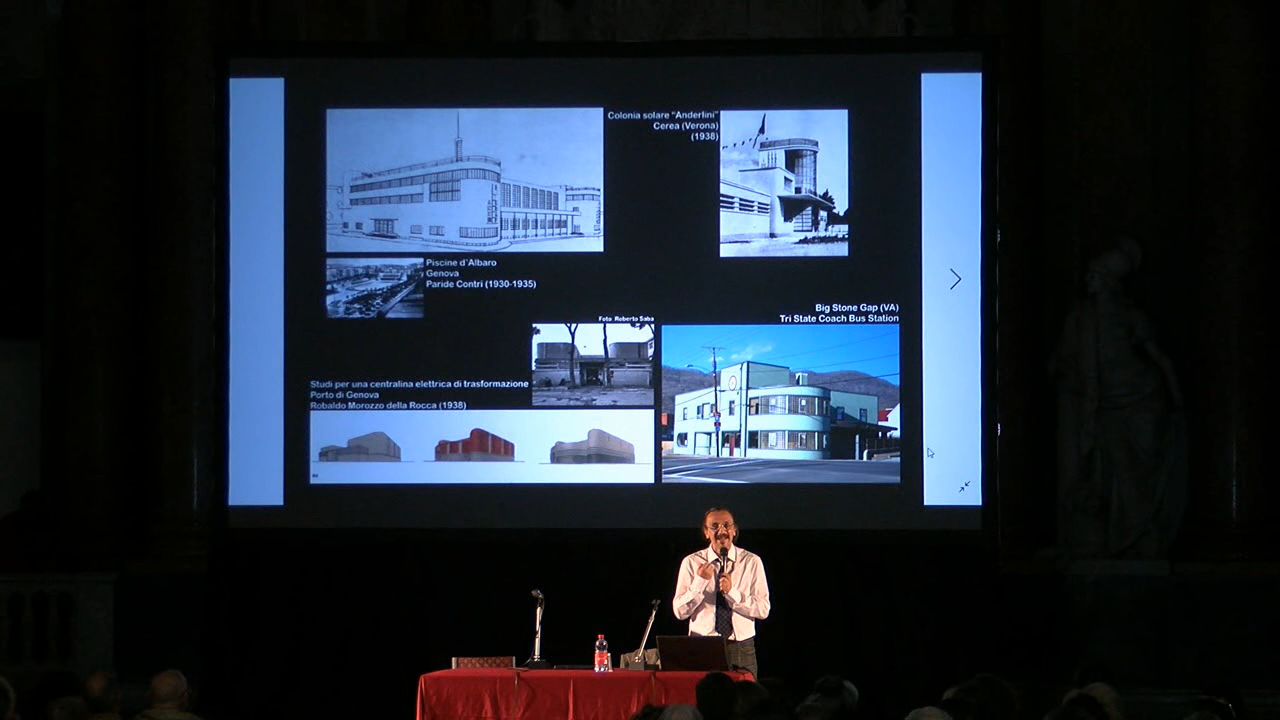 Colonia solare "Anderlini"
Cerea (Verona)
(1938)
Piscine d'Albaro
Genova
Paride Contri (1930-1935)
Big Stone Gap (VA)
Tri State Coach Bus Station
Foto Roberto Saba
Studi per una centralina elettrica di trasformazione
Porto di Genova
Robaldo Morozzo della Rocca (1938)